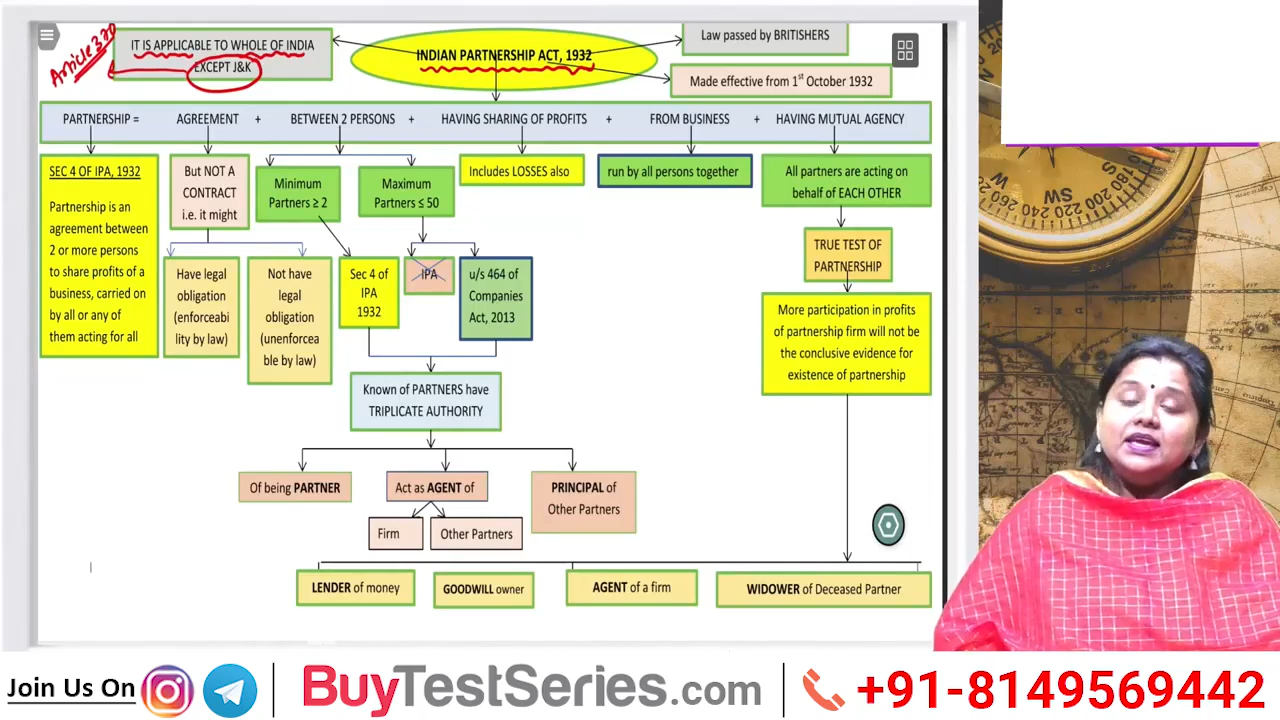 Article 370
IT IS APPLICABLE TO WHOLE OF INDIA
EXCEPT J&K
INDIAN PARTNERSHIP ACT, 1932
Law passed by BRITISHERS
Made effective from 1st October 1932
PARTNERSHIP = AGREEMENT + BETWEEN 2 PERSONS + HAVING SHARING OF PROFITS + FROM BUSINESS + HAVING MUTUAL AGENCY
SEC 4 OF IPA, 1932
Partnership is an
agreement between
2 or more persons
to share profits of a
business, carried on
by all or any of
them acting for all
But NOT A
CONTRACT
i.e. it might
Minimum
Partners ≥ 2
Maximum
Partners ≤ 50
Includes LOSSES also
run by all persons together
All partners are acting on
behalf of EACH OTHER
Have legal
obligation
(enforceabi
lity by law)
Not have
legal
obligation
(unenforcea
ble by law)
Sec 4 of
IPA
1932
IPA
u/s 464 of
Companies
Act, 2013
TRUE TEST OF
PARTNERSHIP
More participation in profits
of partnership firm will not be
the conclusive evidence for
existence of partnership
Known of PARTNERS have
TRIPLICATE AUTHORITY
Of being PARTNER
Act as AGENT of
PRINCIPAL of
Other Partners
Firm
Other Partners
LENDER of money
GOODWILL owner
AGENT of a firm
WIDOWER of Deceased Partner
SW
S
Join Us On
BuyTestSeries.com
+91-8149569442